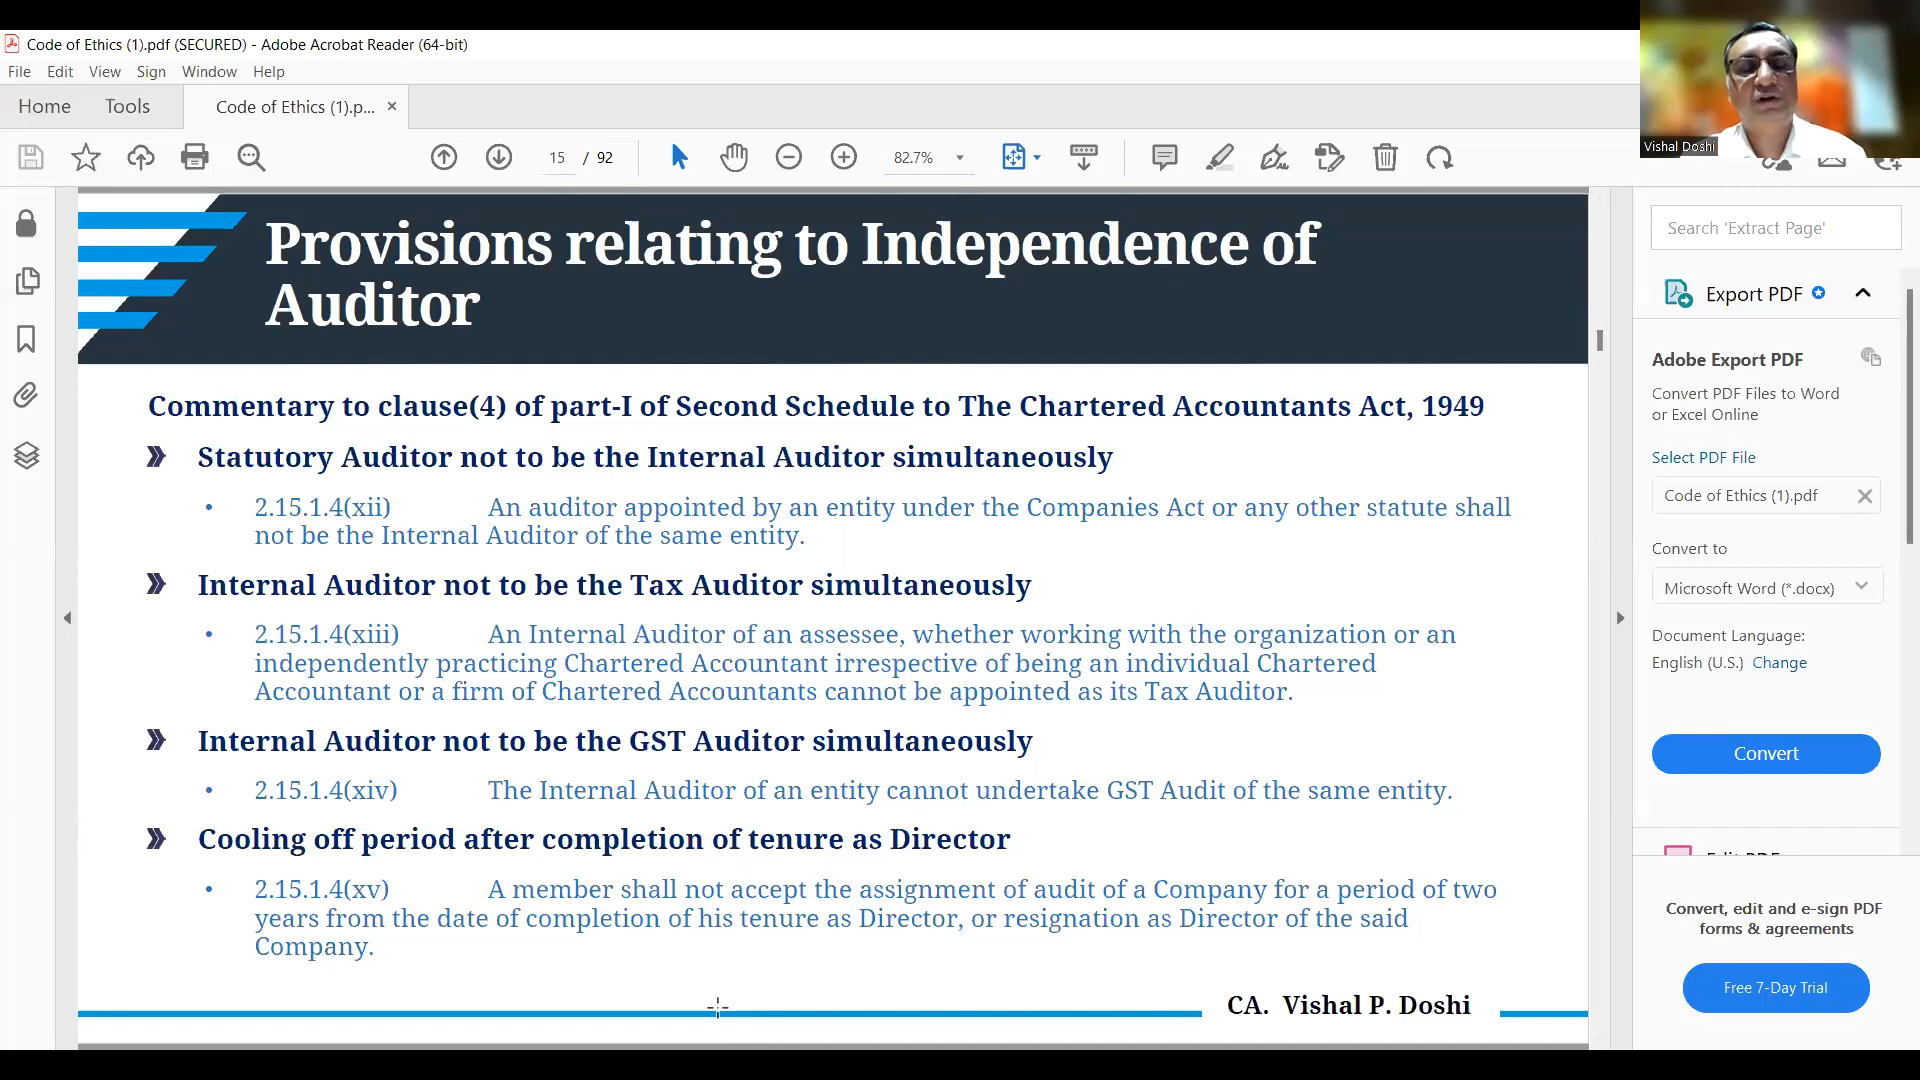 Code of Ethics (1).pdf (SECURED) - Adobe Acrobat Reader (64-bit)
File Edit View Sign Window Help
Home Tools Code of Ethics (1).p... ×
15 / 92 82.7%
Vishal Doshi
Provisions relating to Independence of
Auditor
Commentary to clause(4) of part-I of Second Schedule to The Chartered Accountants Act, 1949
Statutory Auditor not to be the Internal Auditor simultaneously
• 2.15.1.4(xii) An auditor appointed by an entity under the Companies Act or any other statute shall
not be the Internal Auditor of the same entity.
Internal Auditor not to be the Tax Auditor simultaneously
• 2.15.1.4(xiii) An Internal Auditor of an assessee, whether working with the organization or an
independently practicing Chartered Accountant irrespective of being an individual Chartered
Accountant or a firm of Chartered Accountants cannot be appointed as its Tax Auditor.
Internal Auditor not to be the GST Auditor simultaneously
• 2.15.1.4(xiv) The Internal Auditor of an entity cannot undertake GST Audit of the same entity.
Cooling off period after completion of tenure as Director
• 2.15.1.4(xv) A member shall not accept the assignment of audit of a Company for a period of two
years from the date of completion of his tenure as Director, or resignation as Director of the said
Company.
CA. Vishal P. Doshi
Search 'Extract Page'
Export PDF
Adobe Export PDF
Convert PDF Files to Word
or Excel Online
Select PDF File
Code of Ethics (1).pdf
Convert to
Microsoft Word (*.docx)
Document Language:
English (U.S.) Change
Convert
Convert, edit and e-sign PDF
forms & agreements
Free 7-Day Trial